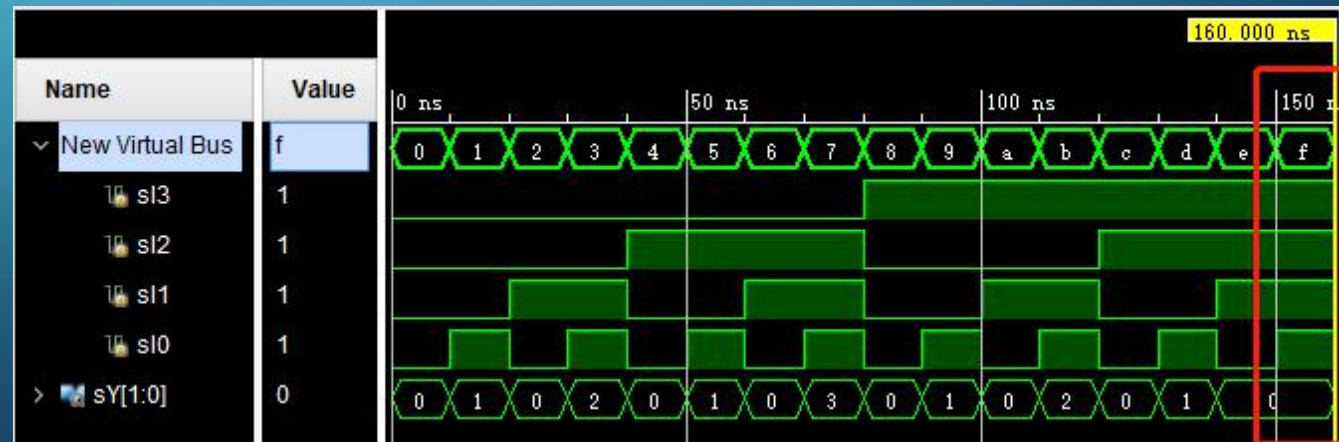 160.000 ns
Name Value
0 ns 50 ns 100 ns 150 n
New Virtual Bus f 0 1 2 3 4 5 6 7 8 9 a b c d e f
sI3 1
sI2 1
sI1 1
sI0 1
sY[1:0] 0 0 1 0 2 0 1 0 3 0 1 0 2 0 1 0